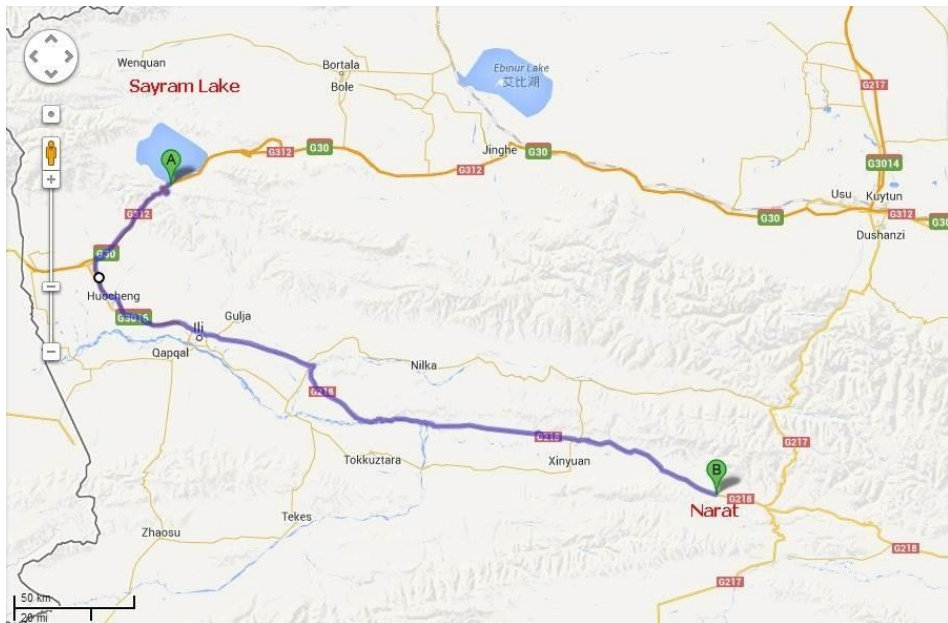 Wenquan
Bortala
Bole
Ebinur Lake
艾比湖
G217
Sayram Lake
A
G312
G30
Jinghe
G30
G312
G3014
Usu
Kuytun
G30
G312
Dushanzi
G30
G312
G30
Huocheng
G3016
Ili
Gulja
Qapqal
Nilka
G218
G218
Tokkuztara
Xinyuan
G217
B
G218
Narat
Tekes
Zhaosu
G218
G217
50 km
20 mi